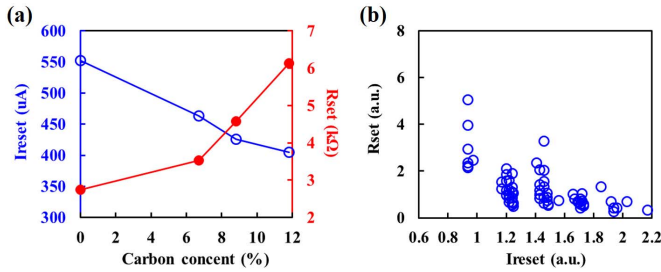 (a)
600
550
500
450
400
350
300
Ireset (uA)
7
6
5
4
3
2
Rset (kΩ)
0 2 4 6 8 10 12
Carbon concent (%)
(b)
8
6
4
2
0
Rset (a.u.)
0.6 0.8 1 1.2 1.4 1.6 1.8 2 2.2
Ireset (a.u.)